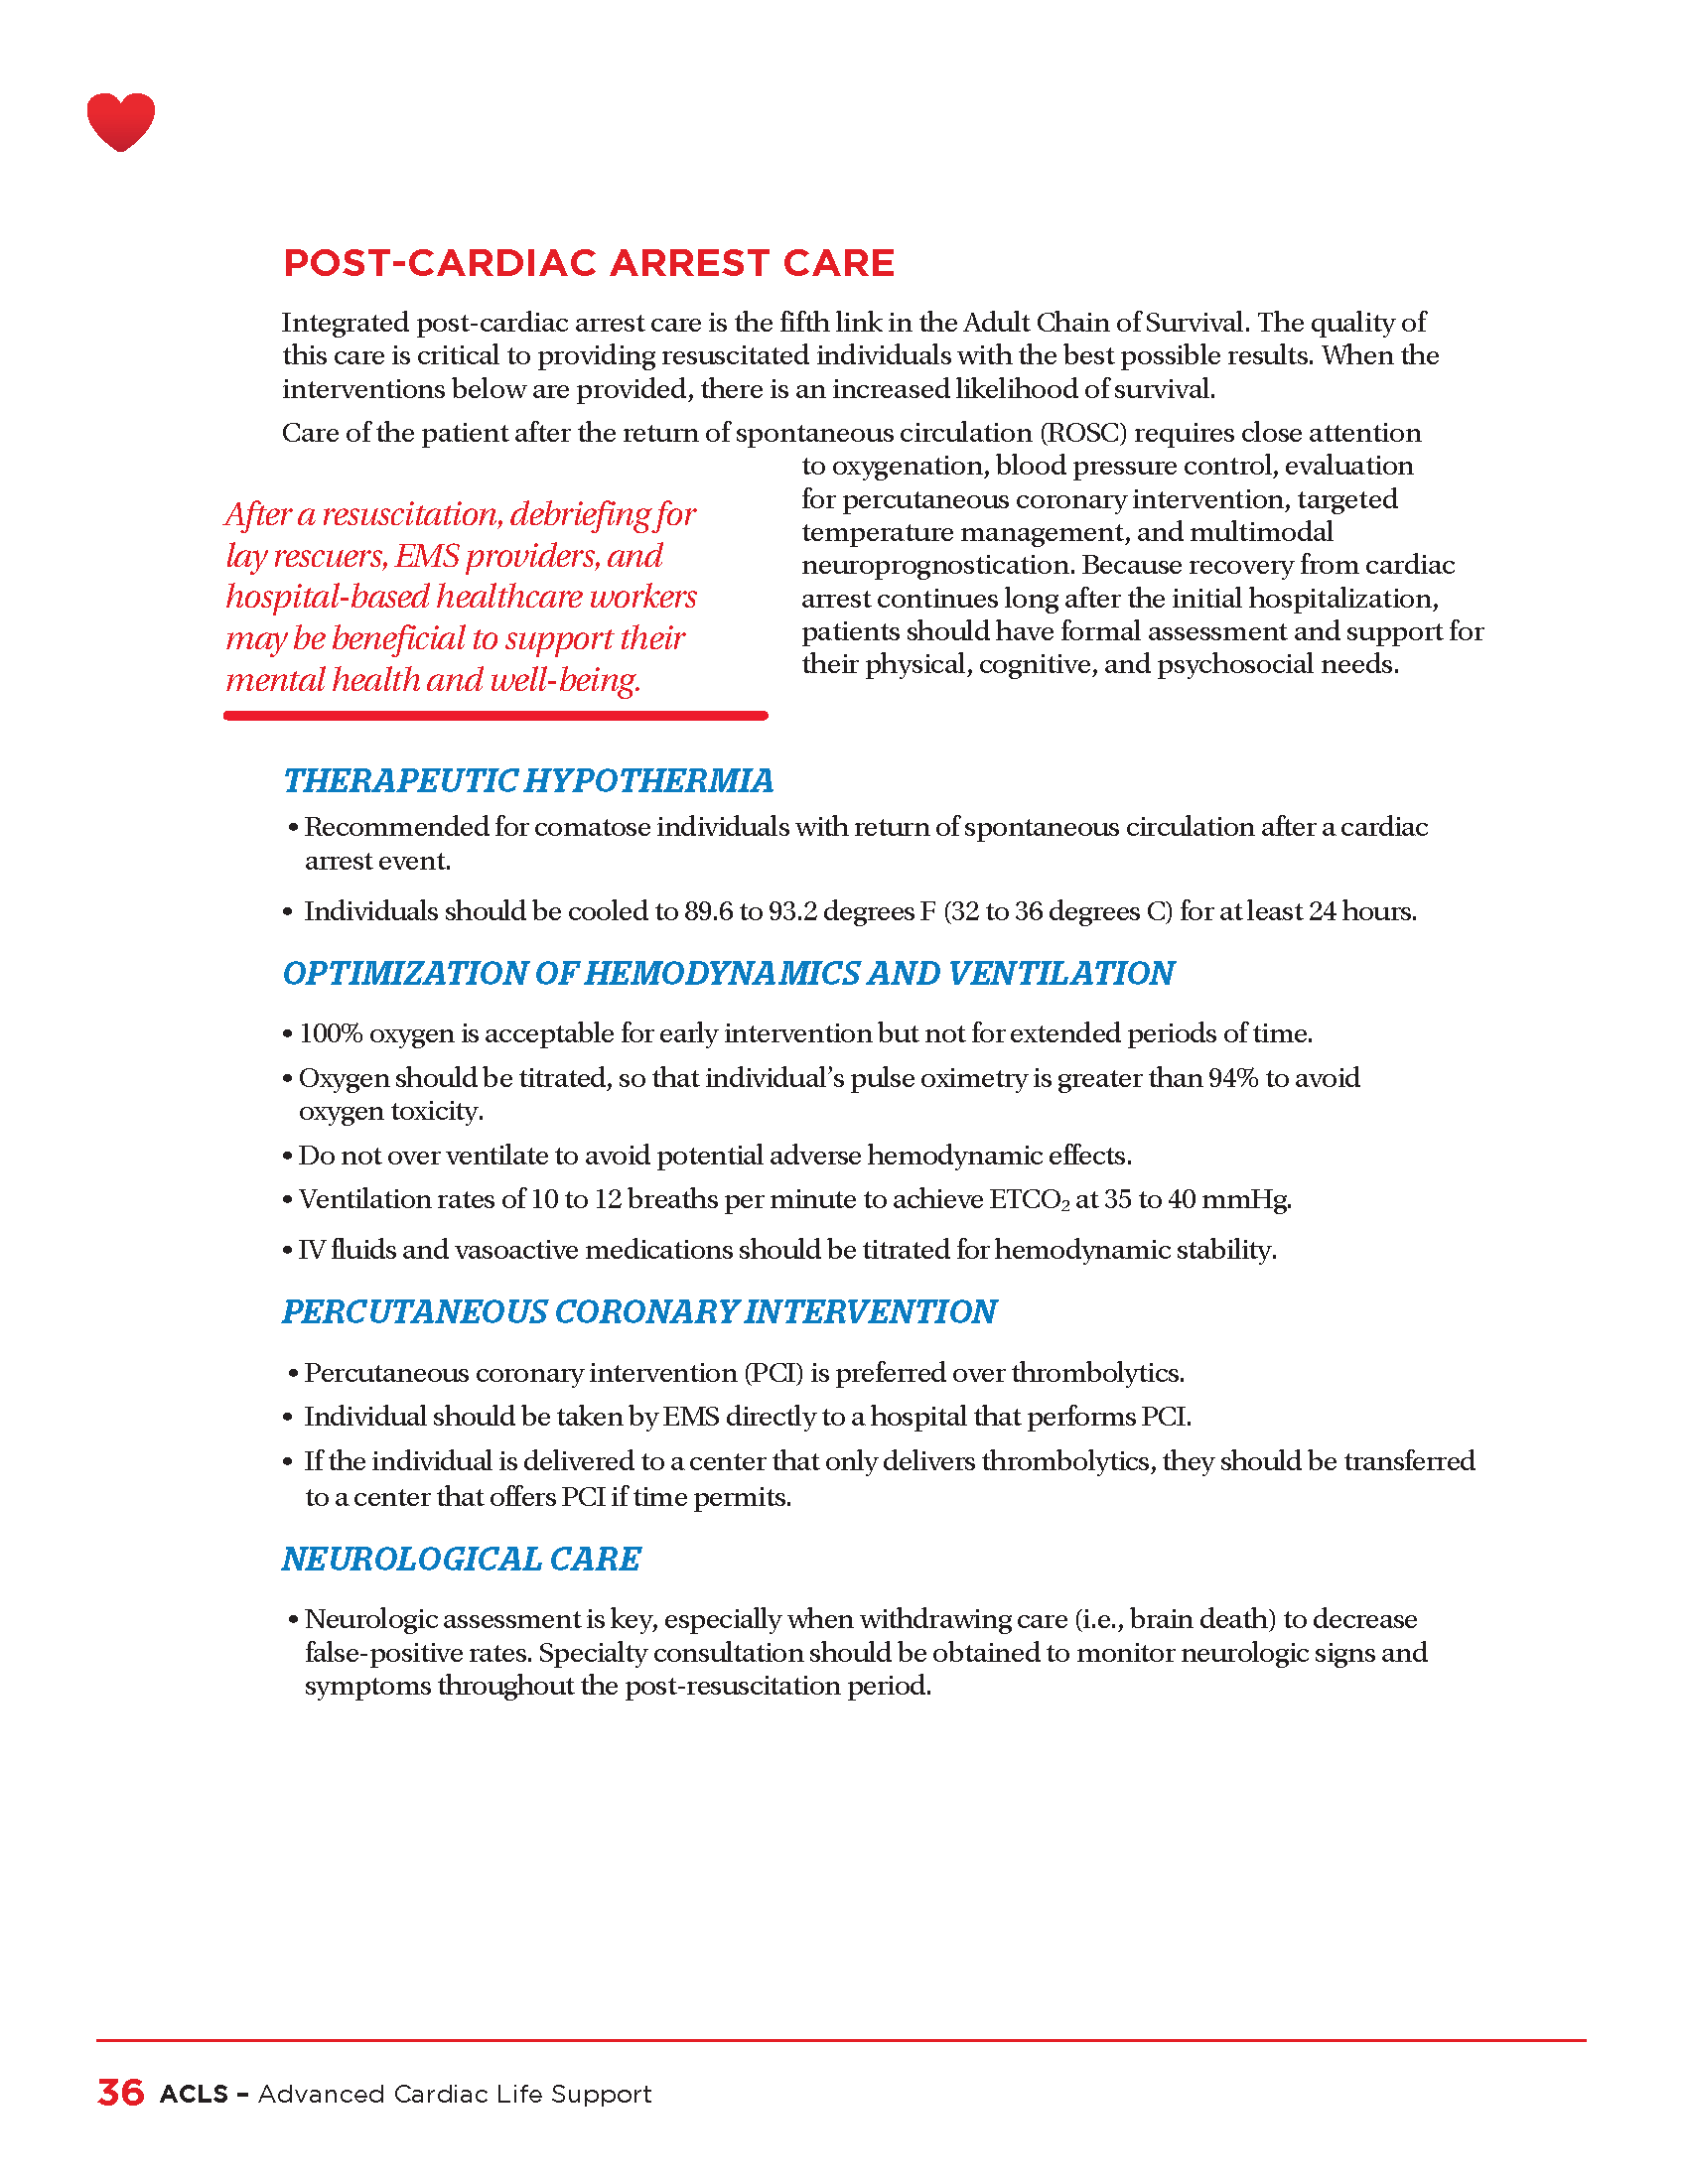 POST-CARDIAC ARREST CARE
Integrated post-cardiac arrest care is the fifth link in the Adult Chain of Survival. The quality of
this care is critical to providing resuscitated individuals with the best possible results. When the
interventions below are provided, there is an increased likelihood of survival.
Care of the patient after the return of spontaneous circulation (ROSC) requires close attention
to oxygenation, blood pressure control, evaluation
for percutaneous coronary intervention, targeted
temperature management, and multimodal
neuroprognostication. Because recovery from cardiac
arrest continues long after the initial hospitalization,
patients should have formal assessment and support for
their physical, cognitive, and psychosocial needs.
After a resuscitation, debriefing for
lay rescuers, EMS providers, and
hospital-based healthcare workers
may be beneficial to support their
mental health and well-being.
THERAPEUTIC HYPOTHERMIA
• Recommended for comatose individuals with return of spontaneous circulation after a cardiac
arrest event.
• Individuals should be cooled to 89.6 to 93.2 degrees F (32 to 36 degrees C) for at least 24 hours.
OPTIMIZATION OF HEMODYNAMICS AND VENTILATION
• 100% oxygen is acceptable for early intervention but not for extended periods of time.
• Oxygen should be titrated, so that individual’s pulse oximetry is greater than 94% to avoid
oxygen toxicity.
• Do not over ventilate to avoid potential adverse hemodynamic effects.
• Ventilation rates of 10 to 12 breaths per minute to achieve ETCO₂ at 35 to 40 mmHg.
• IV fluids and vasoactive medications should be titrated for hemodynamic stability.
PERCUTANEOUS CORONARY INTERVENTION
• Percutaneous coronary intervention (PCI) is preferred over thrombolytics.
• Individual should be taken by EMS directly to a hospital that performs PCI.
• If the individual is delivered to a center that only delivers thrombolytics, they should be transferred
to a center that offers PCI if time permits.
NEUROLOGICAL CARE
• Neurologic assessment is key, especially when withdrawing care (i.e., brain death) to decrease
false-positive rates. Specialty consultation should be obtained to monitor neurologic signs and
symptoms throughout the post-resuscitation period.
36 ACLS – Advanced Cardiac Life Support